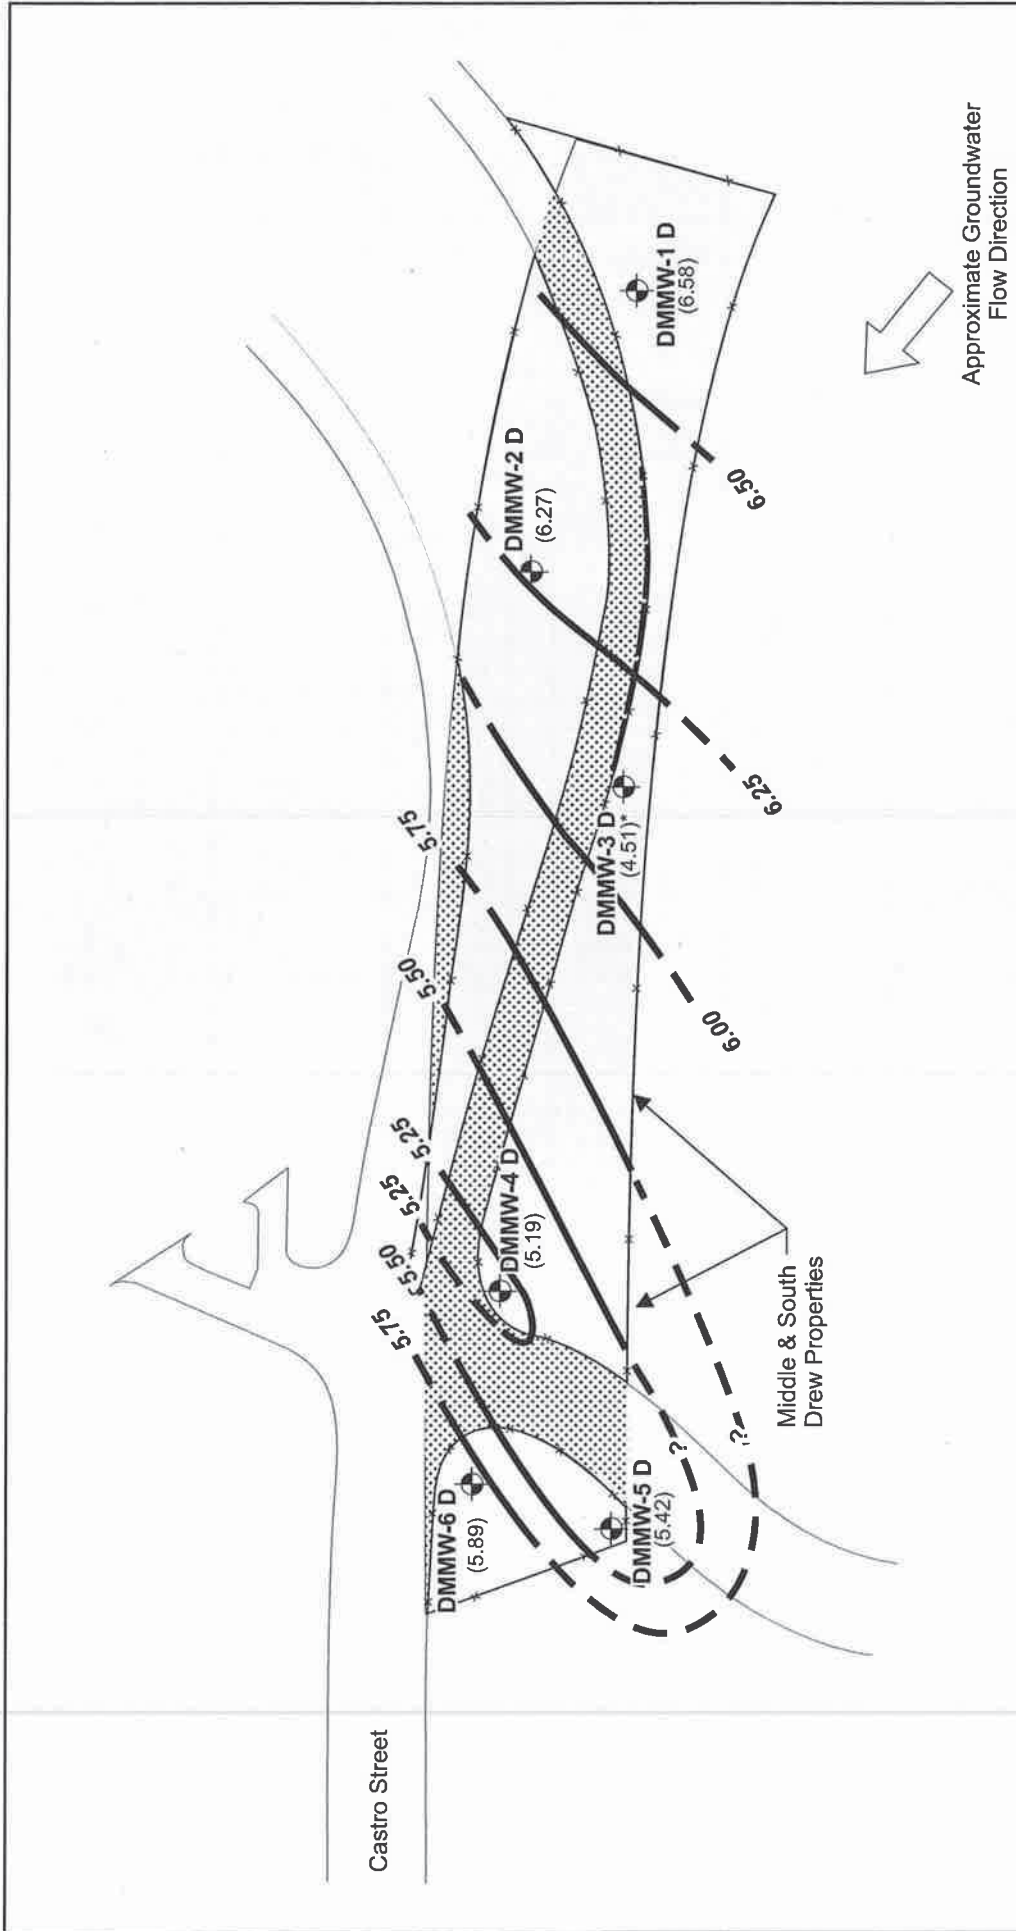 Castro Street
DMMW-6 D
(5.89)
DMMW-5 D
(5.42)
5.75
5.50
5.25
5.25
5.50
5.75
DMMW-4 D
(5.19)
?
?
Middle & South
Drew Properties
DMMW-3 D
(4.51)*
6.00
6.25
DMMW-2 D
(6.27)
6.50
DMMW-1 D
(6.58)
Approximate Groundwater
Flow Direction